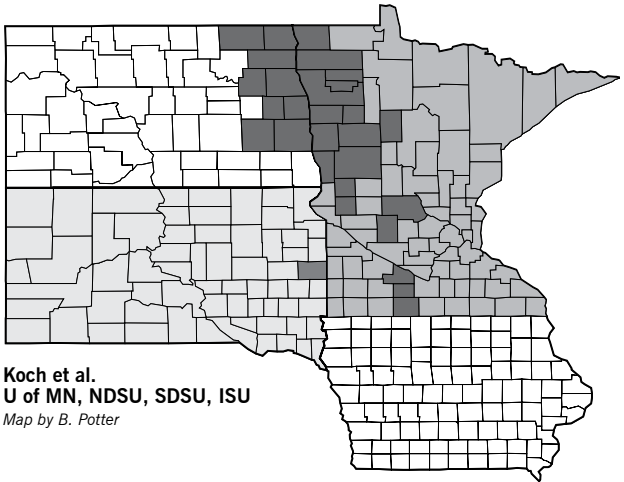 Koch et al.
U of MN, NDSU, SDSU, ISU
Map by B. Potter